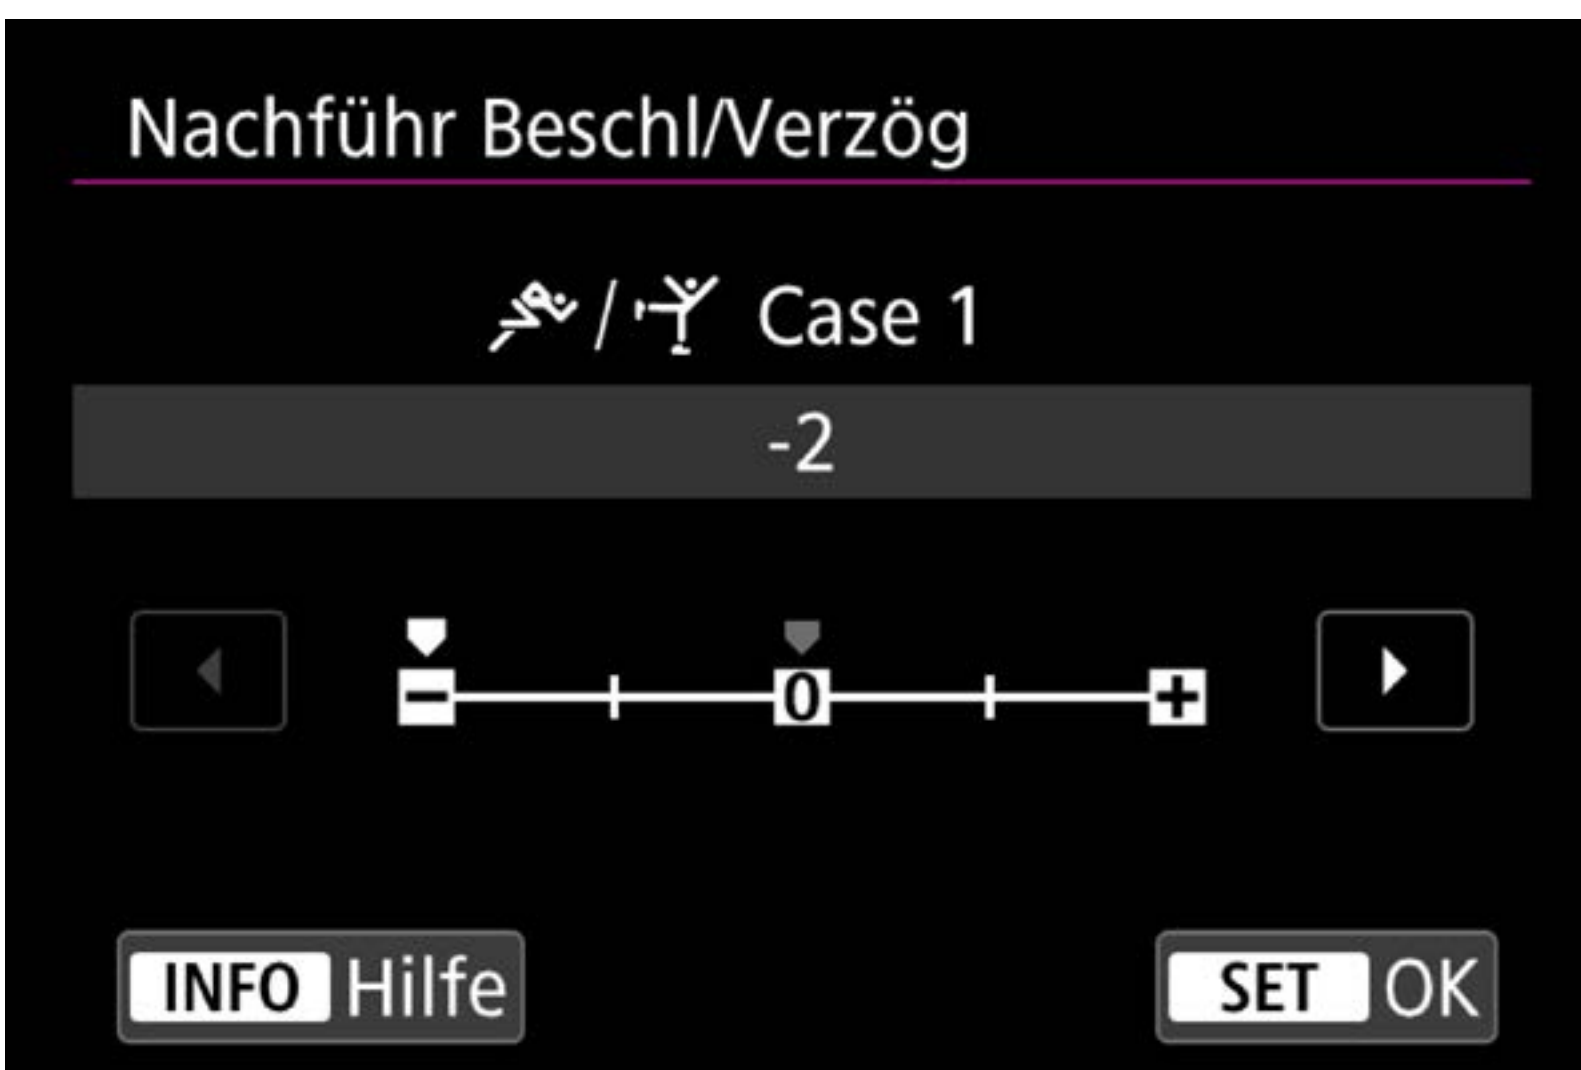 Nachführ Beschl/Verzög
/ Case 1
-2
- 0 +
INFO Hilfe
SET OK